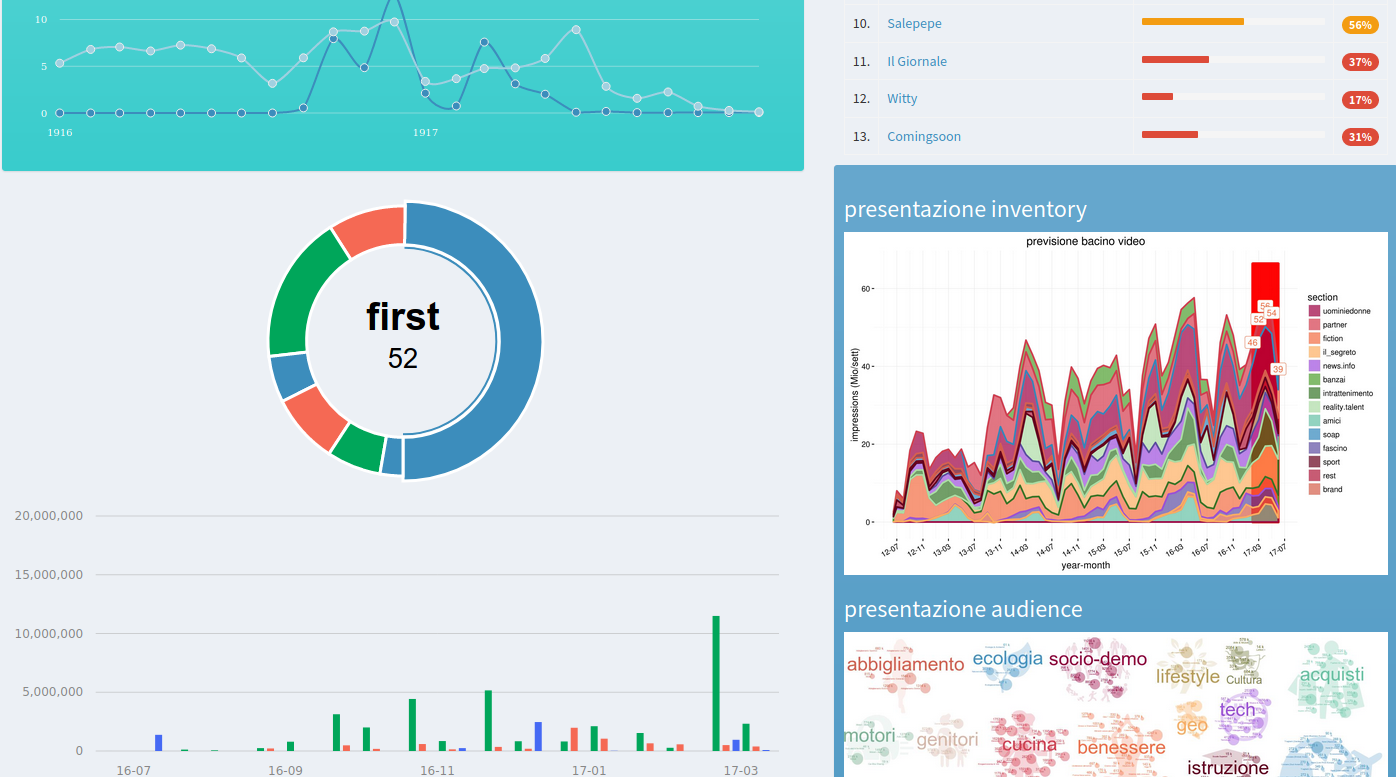 10
5
0
1916
1917
10. Salepepe 56%
11. Il Giornale 37%
12. Witty 17%
13. Comingsoon 31%
first
52
20,000,000
15,000,000
10,000,000
5,000,000
0
16-07 16-09 16-11 17-01 17-03
presentazione inventory
previsione bacino video
impressions (Mio/sett)
60
40
20
0
56
54
52
46
39
12-07 12-11 13-03 13-07 13-11 14-03 14-07 14-11 15-03 15-07 15-11 16-03 16-07 16-11 17-03 17-07
year-month
section
uominiedonne
partner
fiction
il_segreto
news.info
banzai
intrattenimento
reality.talent
amici
soap
fascino
sport
rest
brand
presentazione audience
abbigliamento
ecologia
socio-demo
lifestyle
Cultura
acquisti
tech
geo
motori
genitori
cucina
benessere
istruzione